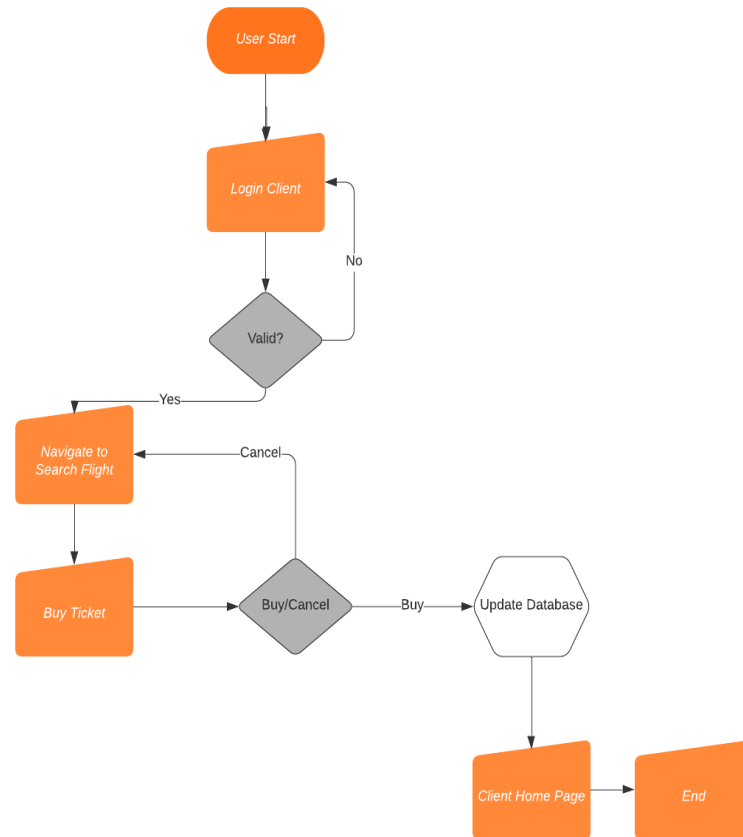 User Start
Login Client
No
Valid?
Yes
Navigate to
Search Flight
Cancel
Buy Ticket
Buy/Cancel
Buy
Update Database
Client Home Page
End